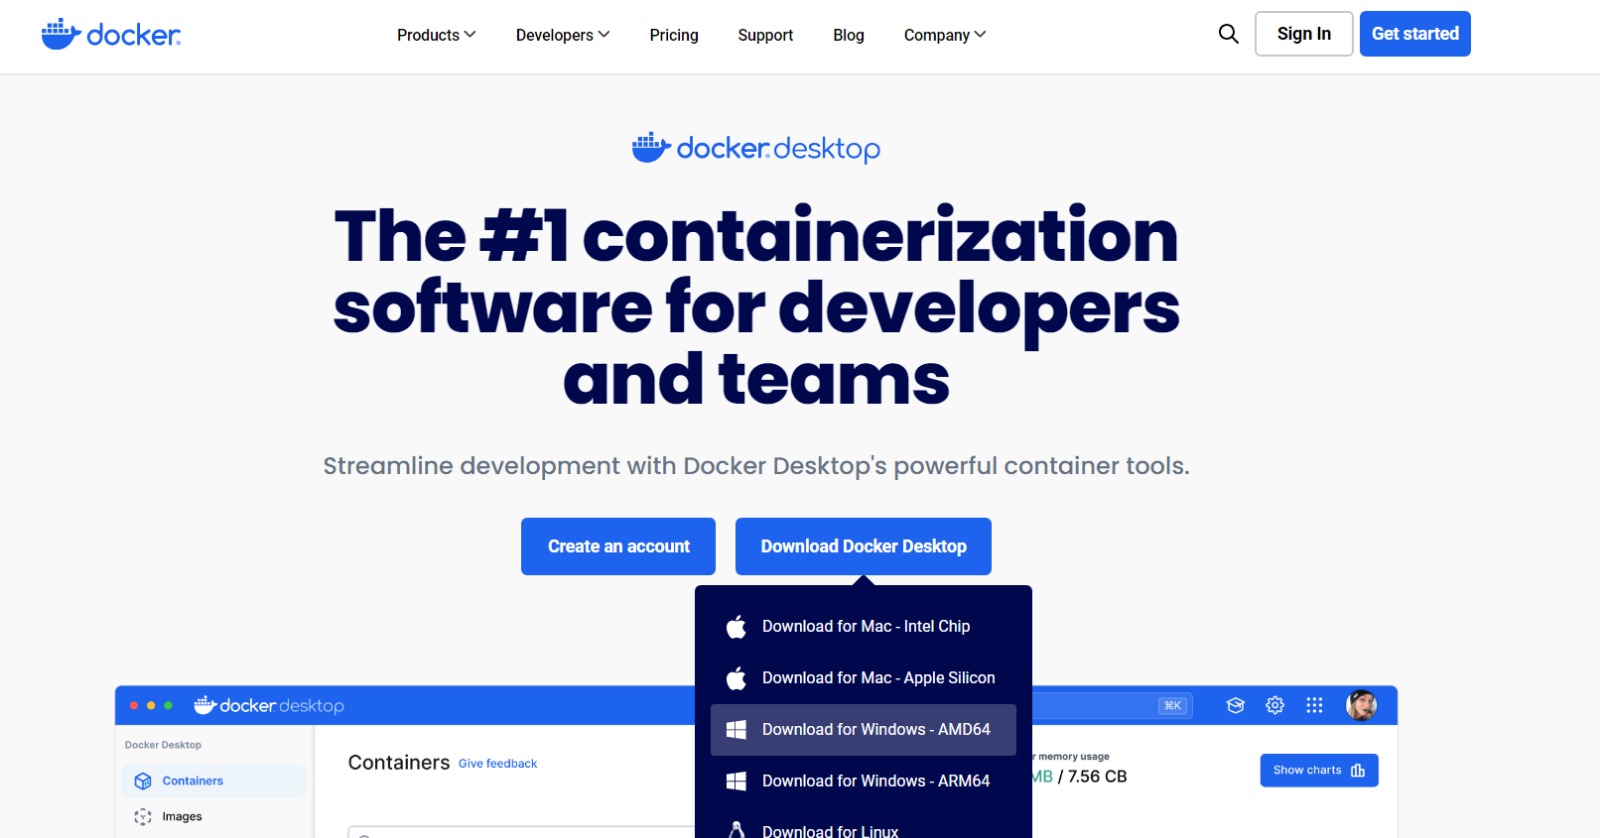 docker
Products
Developers
Pricing
Support
Blog
Company
Sign In
Get started
docker desktop
The #1 containerization
software for developers
and teams
Streamline development with Docker Desktop's powerful container tools.
Create an account
Download Docker Desktop
Download for Mac - Intel Chip
Download for Mac - Apple Silicon
Download for Windows - AMD64
Download for Windows - ARM64
Download for Linux
docker desktop
⌘K
Docker Desktop
Containers
Images
Containers
Give feedback
memory usage
MB / 7.56 CB
Show charts